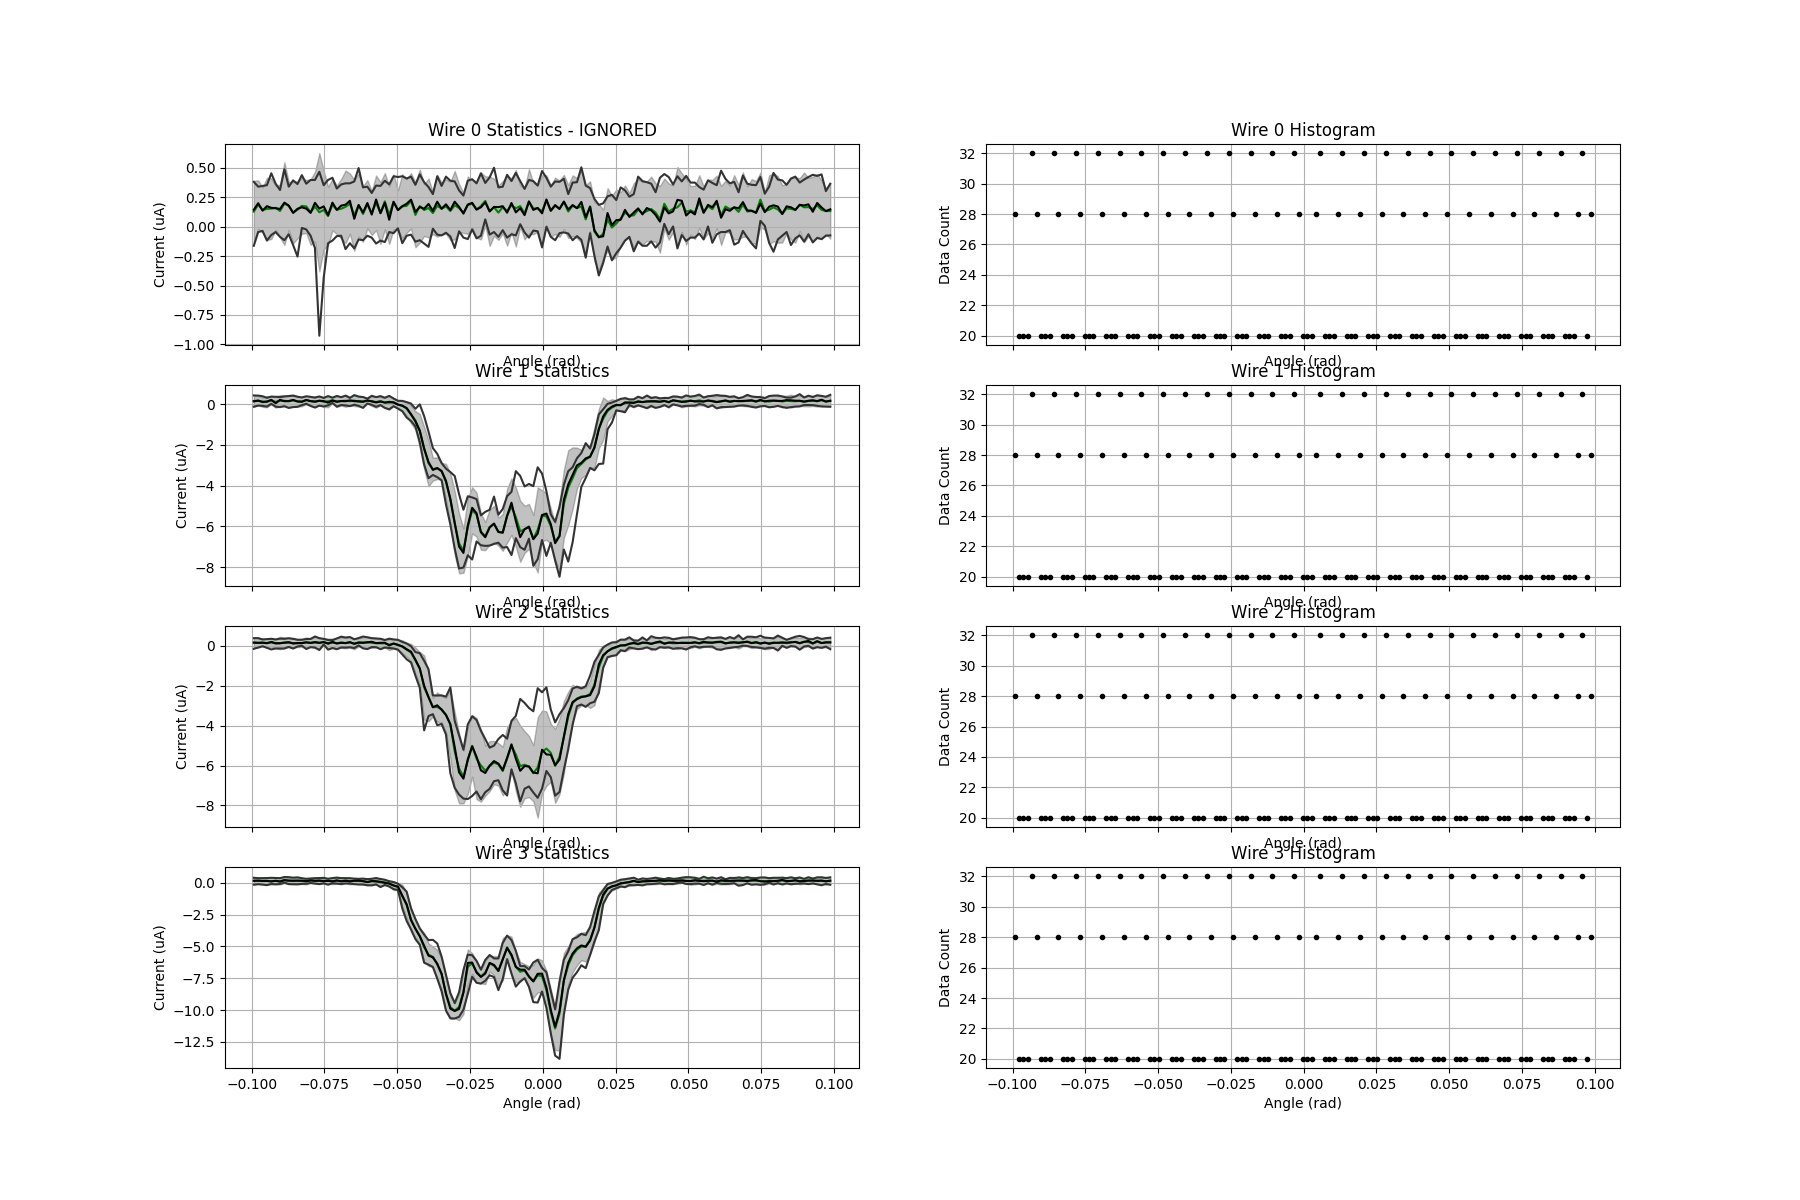 Wire 0 Statistics - IGNORED
Current (uA)
0.50
0.25
0.00
−0.25
−0.50
−0.75
−1.00
Angle (rad)
Wire 0 Histogram
Data Count
32
30
28
26
24
22
20
Angle (rad)
Wire 1 Statistics
Current (uA)
0
−2
−4
−6
−8
Angle (rad)
Wire 1 Histogram
Data Count
32
30
28
26
24
22
20
Angle (rad)
Wire 2 Statistics
Current (uA)
0
−2
−4
−6
−8
Angle (rad)
Wire 2 Histogram
Data Count
32
30
28
26
24
22
20
Angle (rad)
Wire 3 Statistics
Current (uA)
0.0
−2.5
−5.0
−7.5
−10.0
−12.5
−0.100 −0.075 −0.050 −0.025 0.000 0.025 0.050 0.075 0.100
Angle (rad)
Wire 3 Histogram
Data Count
32
30
28
26
24
22
20
−0.100 −0.075 −0.050 −0.025 0.000 0.025 0.050 0.075 0.100
Angle (rad)